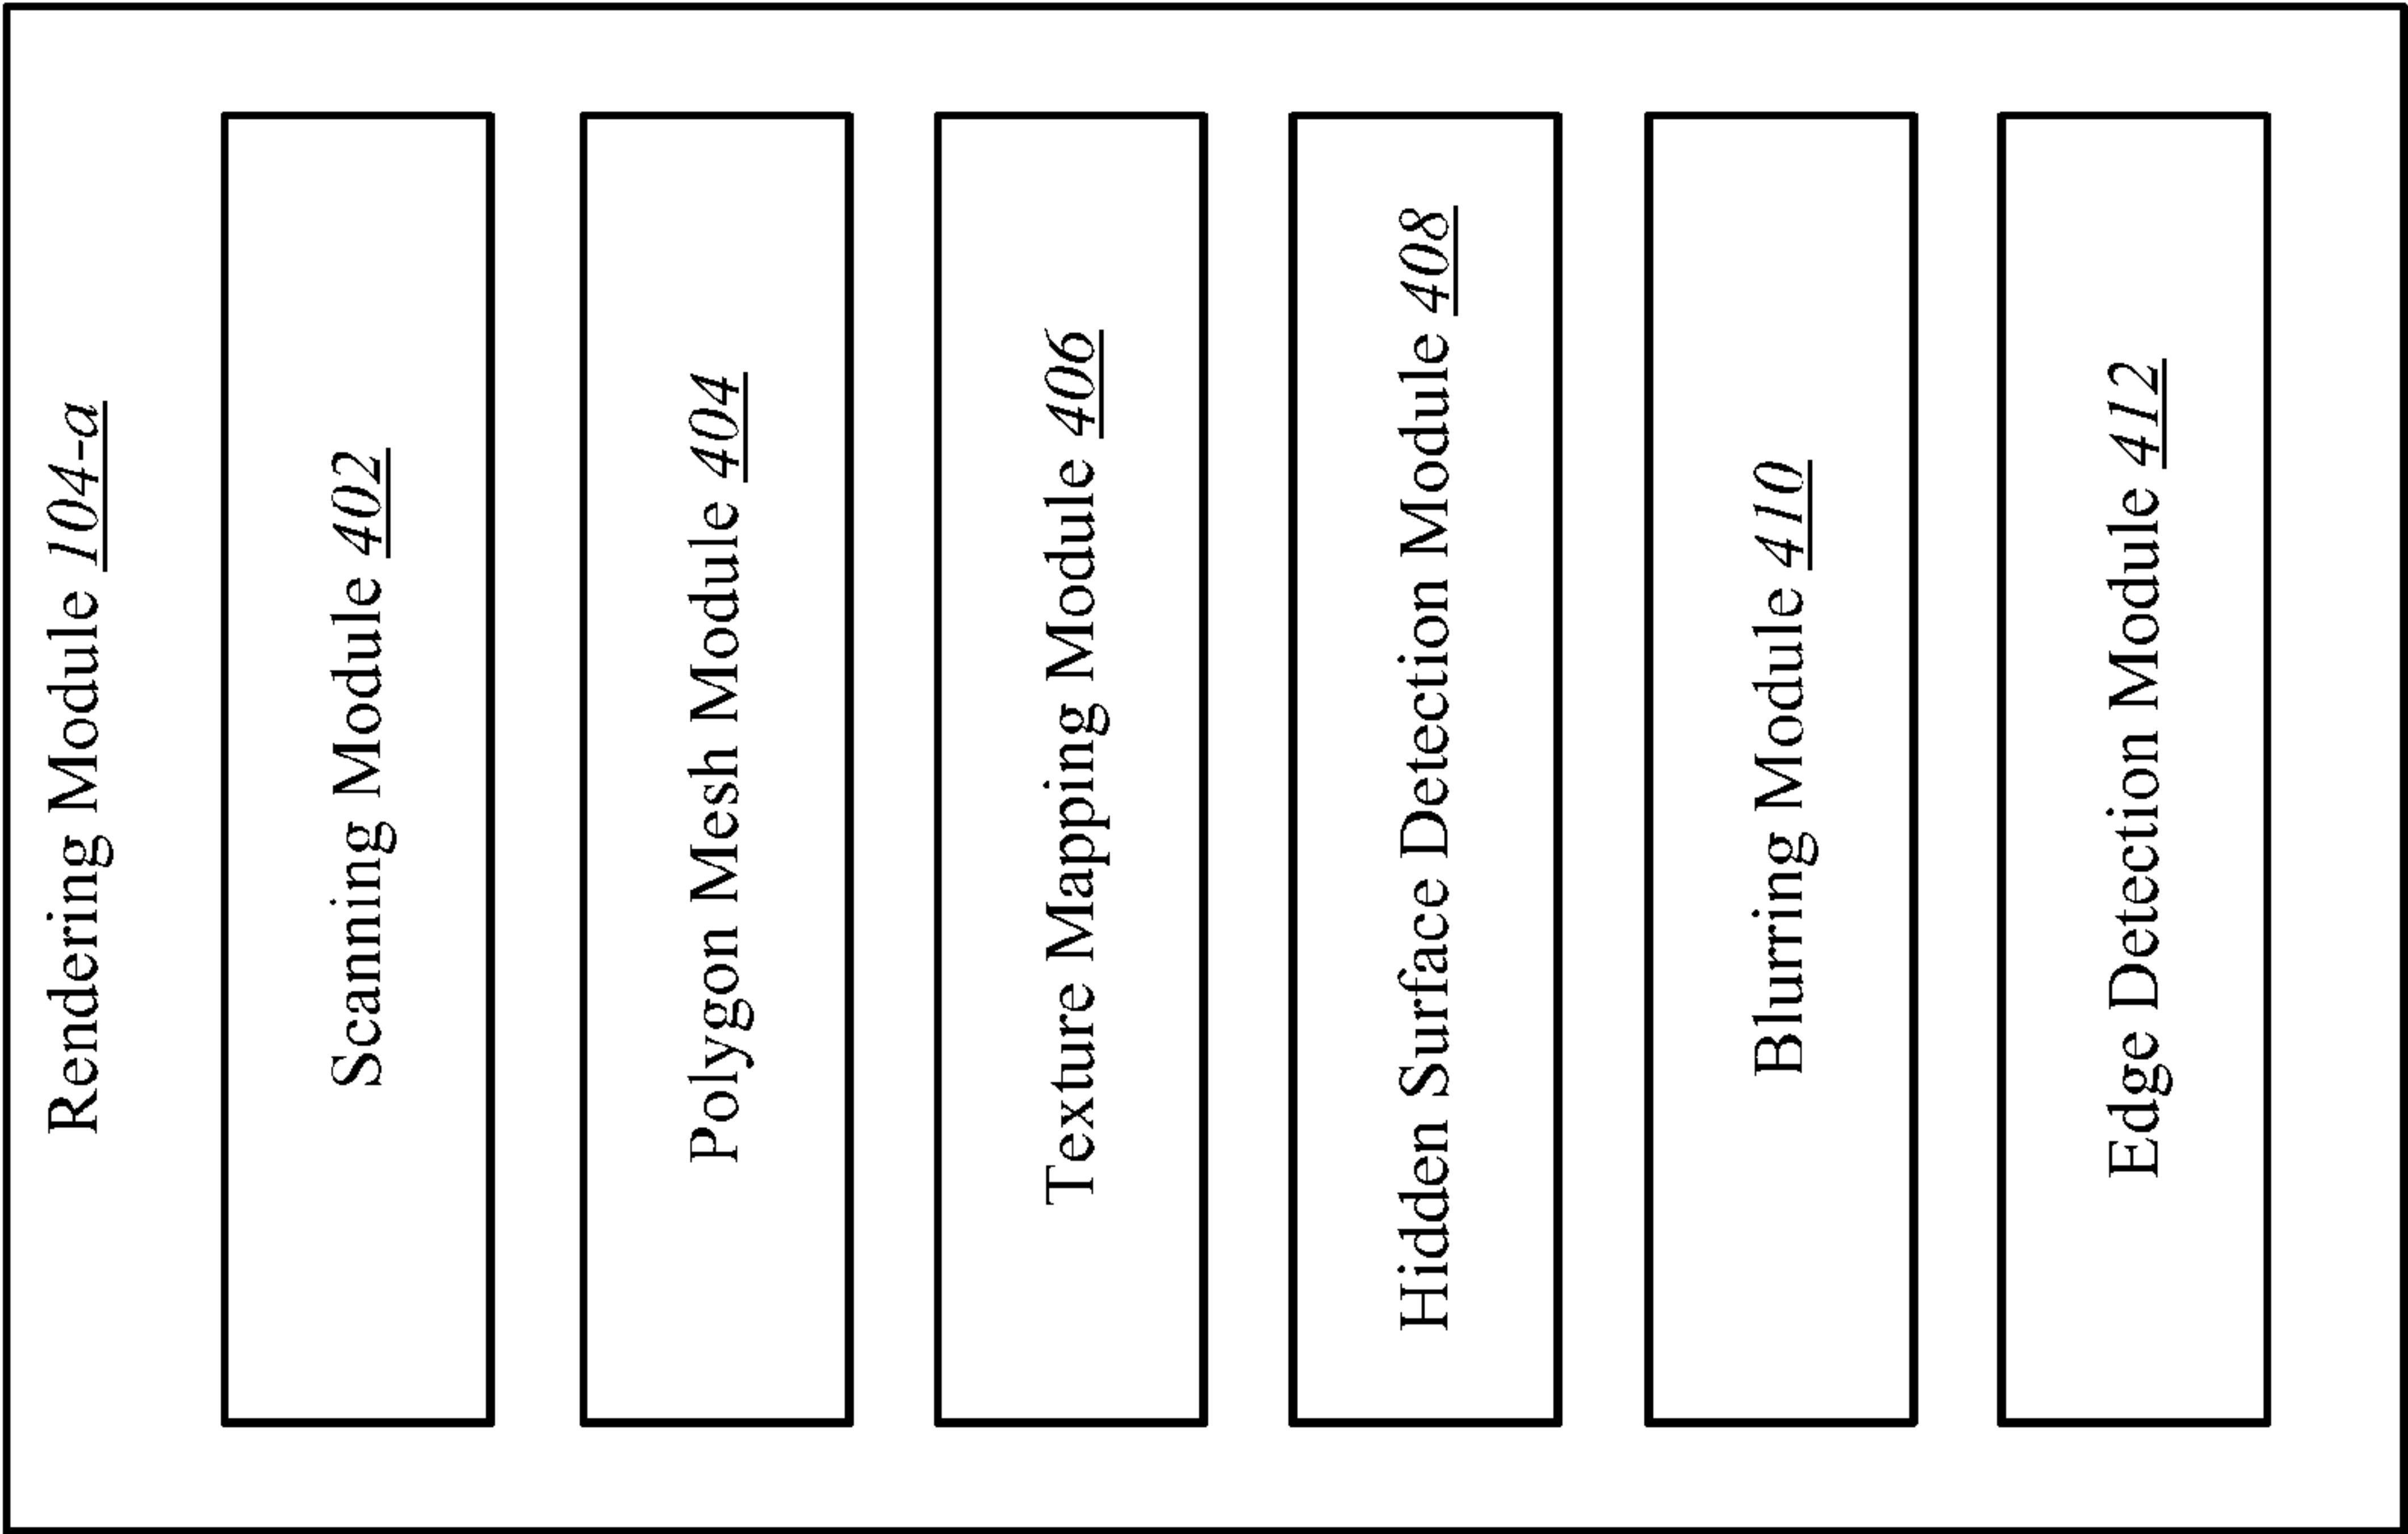 Rendering Module 104-a
Scanning Module 402
Polygon Mesh Module 404
Texture Mapping Module 406
Hidden Surface Detection Module 408
Blurring Module 410
Edge Detection Module 412